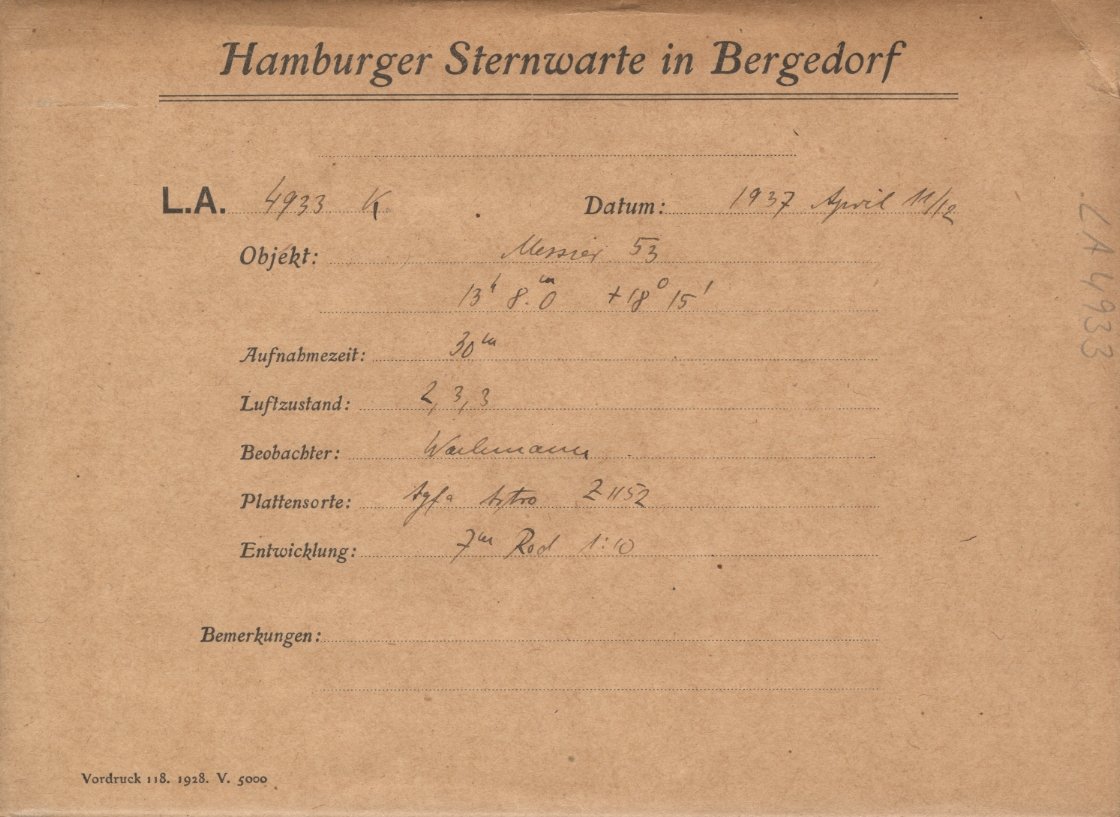 Hamburger Sternwarte in Bergedorf
L.A. 4933 K Datum: 1937 April 11/12
Objekt: Messier 53
13ʰ 8.ᵐ0 +18° 15'
Aufnahmezeit: 30ᵐ
Luftzustand: 2, 3, 3
Beobachter: Wachmann
Plattensorte: Agfa Astro Z 1152
Entwicklung: 7ᵐ Rod 1:10
Bemerkungen:
Vordruck 118. 1928. V. 5000
LA 4933